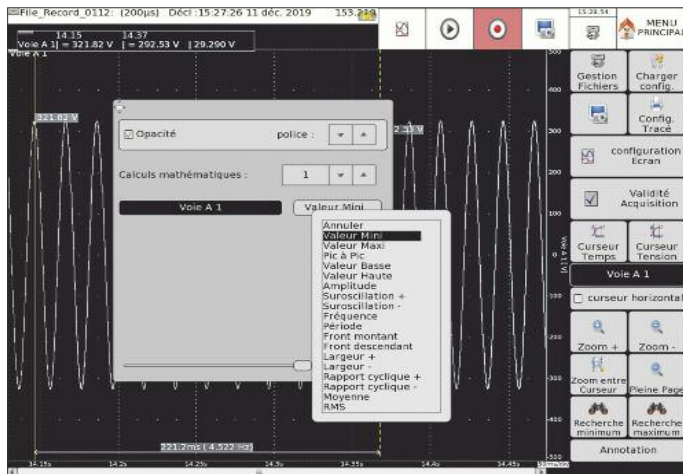 File_Record_0112: (200µs) Décl :15:27:26 11 déc. 2019 153.219
14.15 14.37
Voie A 1| = 321.82 V | = 292.53 V |29.290 V
Voie A 1
15:28:54
MENU
PRINCIPAL
Gestion
Fichiers
Charger
config.
Config.
Tracé
configuration
Ecran
Validité
Acquisition
Curseur
Temps
Curseur
Tension
Voie A 1
curseur horizontal
Zoom +
Zoom -
Zoom entre
Curseur
Pleine Page
Recherche
minimum
Recherche
maximum
Annotation
500
400
300
200
100
0
-100
-200
-300
-400
-500
Voie A 1 [V]
321.82 V
Opacité
police :
Calculs mathématiques :
1
Voie A 1
Valeur Mini
Annuler
Valeur Mini
Valeur Maxi
Pic à Pic
Valeur Basse
Valeur Haute
Amplitude
Suroscillation +
Suroscillation -
Fréquence
Période
Front montant
Front descendant
Largeur +
Largeur -
Rapport cyclique +
Rapport cyclique -
Moyenne
RMS
221.2ms ( 4.522 Hz)
14.15s
14.2s
14.25s
14.3s
14.35s
14.4s
14.45s